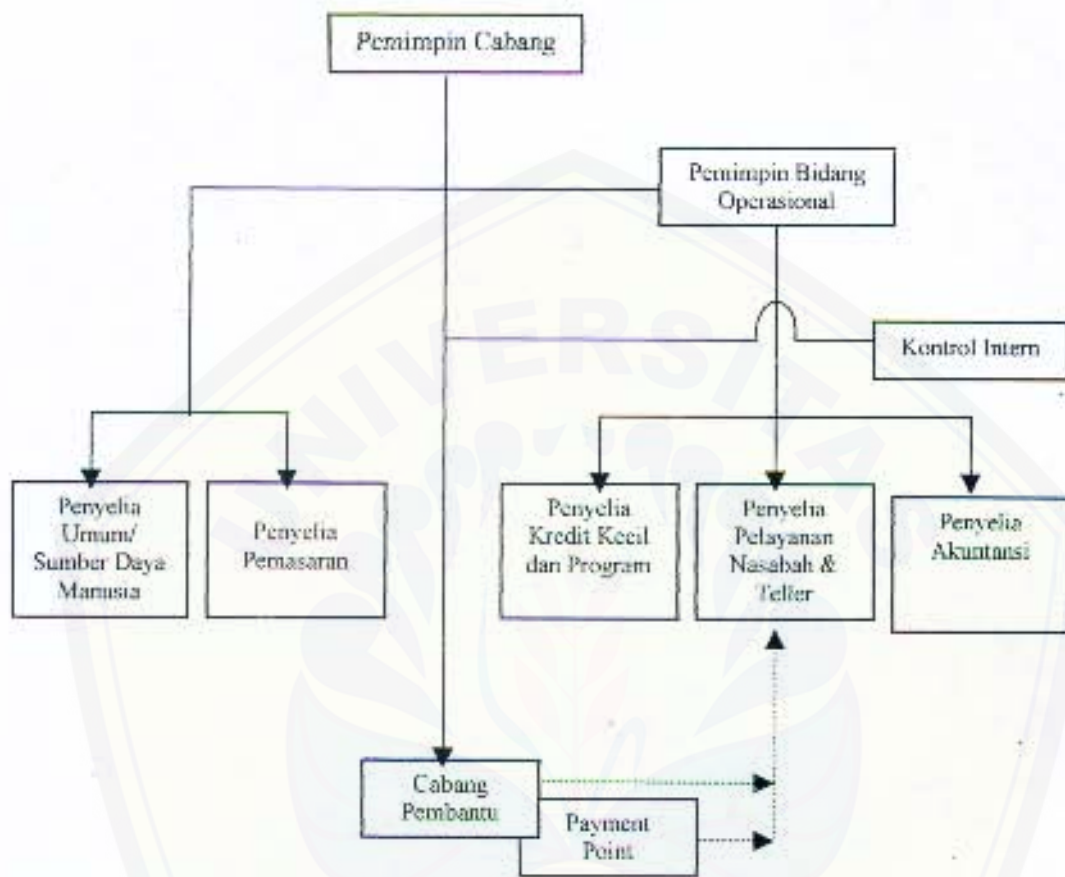 Pemimpin Cabang
Pemimpin Bidang
Operasional
Kontrol Intern
Penyelia
Umum/
Sumber Daya
Manusia
Penyelia
Pemasaran
Penyelia
Kredit Kecil
dan Program
Penyelia
Pelayanan
Nasabah &
Teller
Penyelia
Akuntansi
Cabang
Pembantu
Payment
Point
UNIVERSITAS